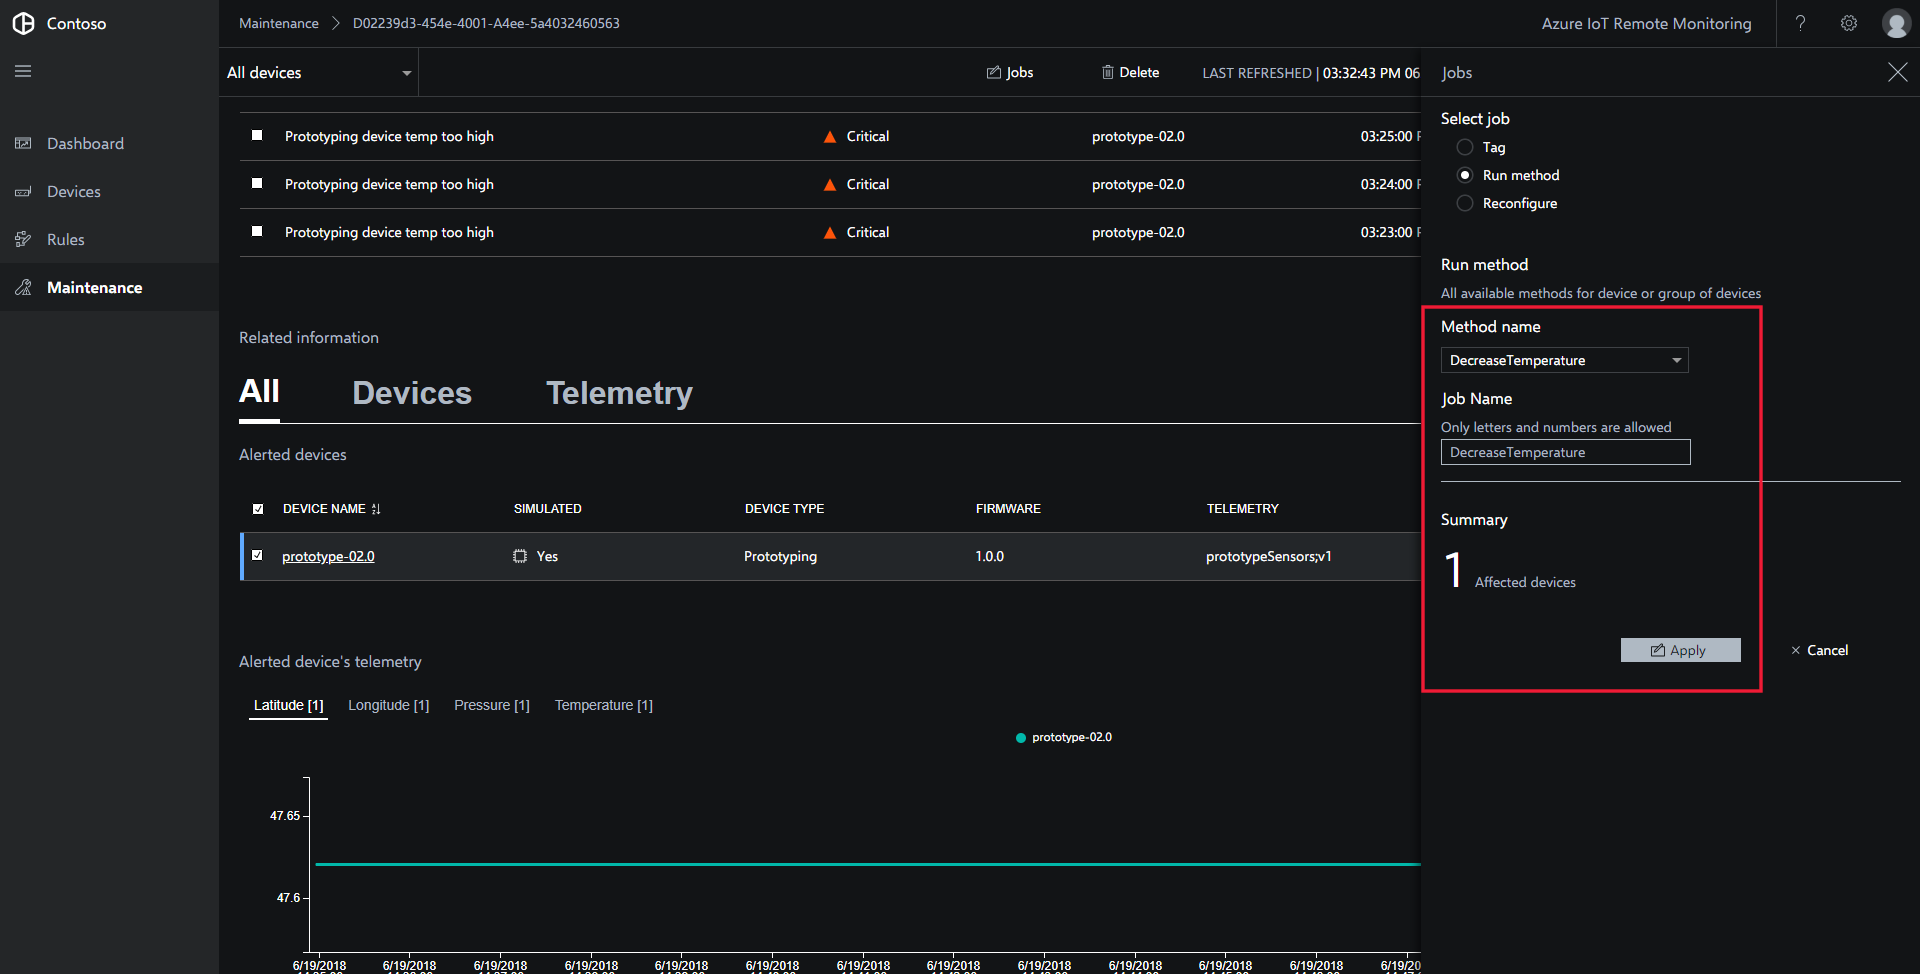 Contoso
Maintenance
D02239d3-454e-4001-A4ee-5a4032460563
Azure IoT Remote Monitoring
?
All devices
Jobs
Delete
LAST REFRESHED | 03:32:43 PM 06
Dashboard
Devices
Rules
Maintenance
Prototyping device temp too high
Critical
prototype-02.0
03:25:00
Prototyping device temp too high
Critical
prototype-02.0
03:24:00
Prototyping device temp too high
Critical
prototype-02.0
03:23:00
Related information
All
Devices
Telemetry
Alerted devices
DEVICE NAME
SIMULATED
DEVICE TYPE
FIRMWARE
TELEMETRY
prototype-02.0
Yes
Prototyping
1.0.0
prototypeSensors;v1
Alerted device's telemetry
Latitude [1]
Longitude [1]
Pressure [1]
Temperature [1]
prototype-02.0
47.65
47.6
6/19/2018
6/19/2018
6/19/2018
6/19/2018
6/19/2018
6/19/2018
6/19/2018
6/19/2018
6/19/2018
6/19/2018
6/19/2018
6/19/2018
6/19/20
Jobs
Select job
Tag
Run method
Reconfigure
Run method
All available methods for device or group of devices
Method name
DecreaseTemperature
Job Name
Only letters and numbers are allowed
DecreaseTemperature
Summary
1 Affected devices
Apply
Cancel